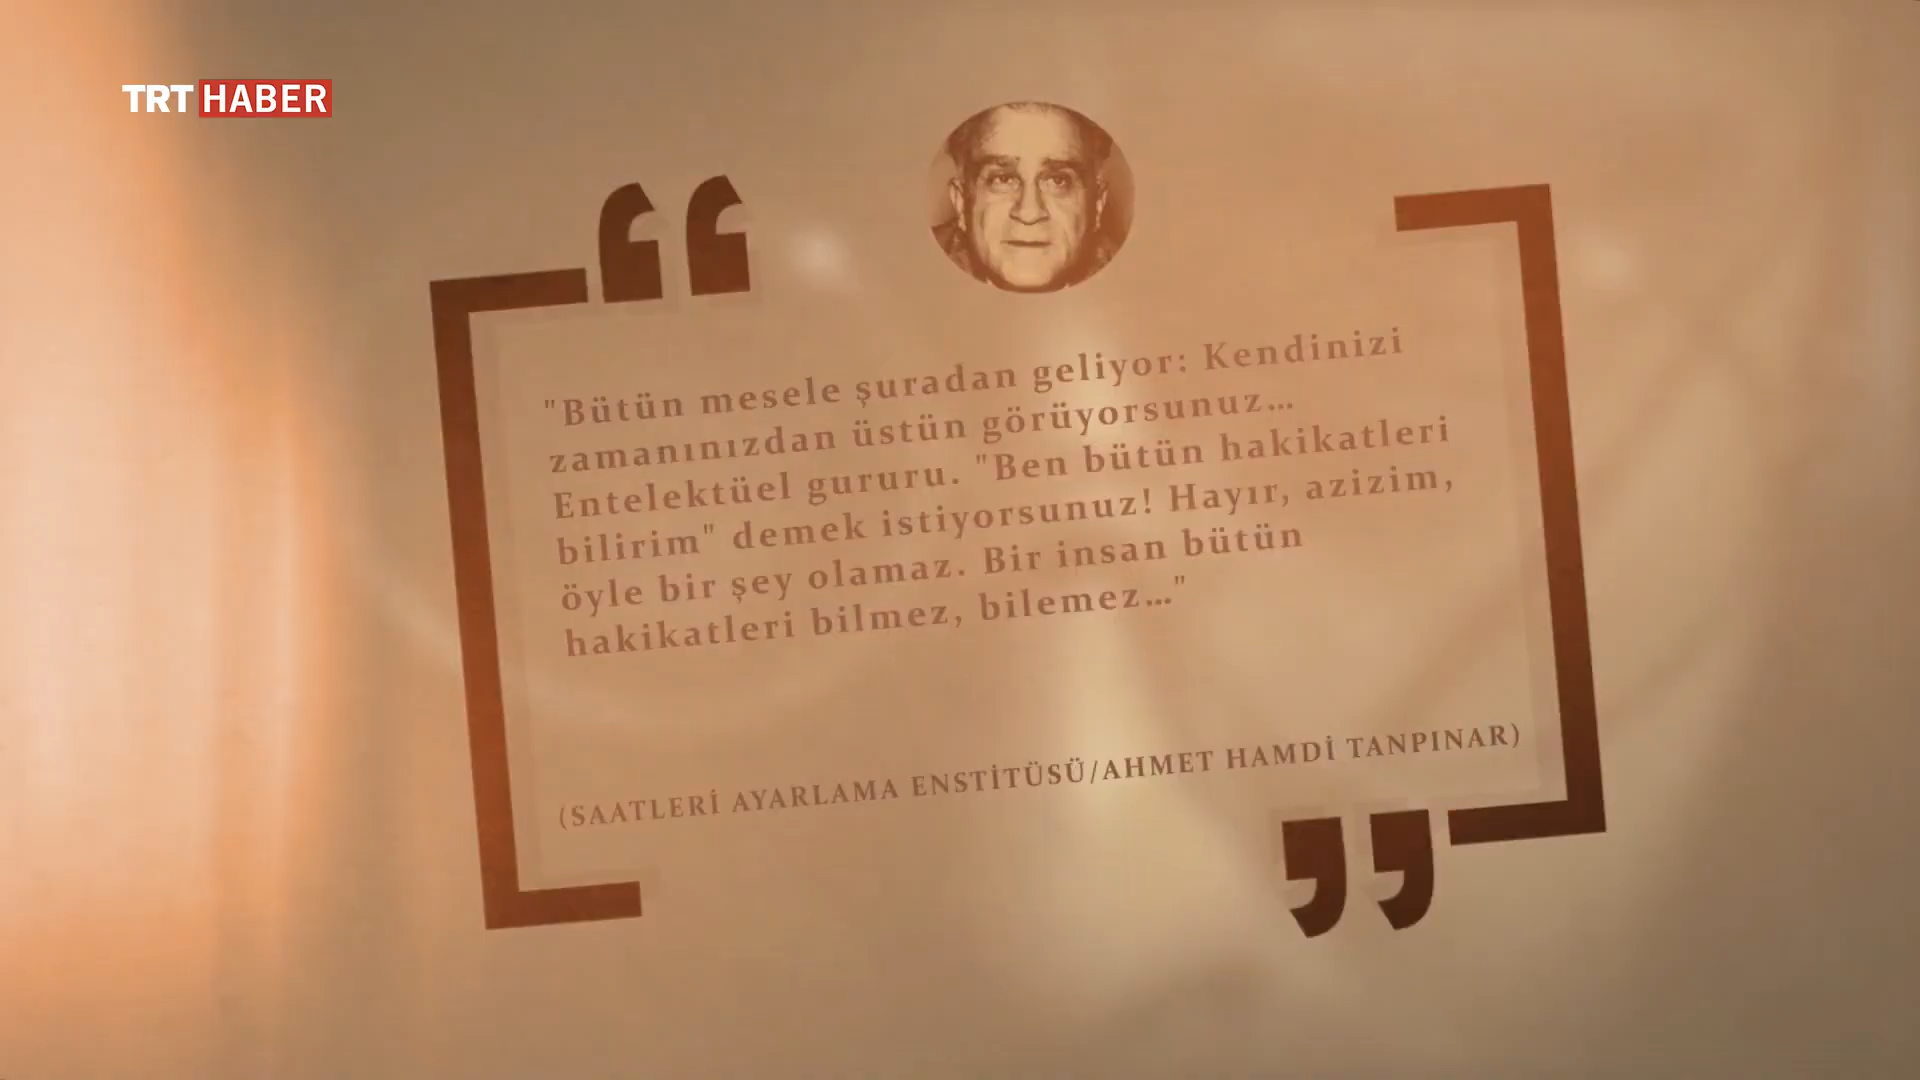 TRT HABER
"Bütün mesele şuradan geliyor: Kendinizi
zamanınızdan üstün görüyorsunuz...
Entelektüel gururu. "Ben bütün hakikatleri
bilirim" demek istiyorsunuz! Hayır, azizim,
öyle bir şey olamaz. Bir insan bütün
hakikatleri bilmez, bilemez..."
(SAATLERİ AYARLAMA ENSTİTÜSÜ/AHMET HAMDİ TANPINAR)